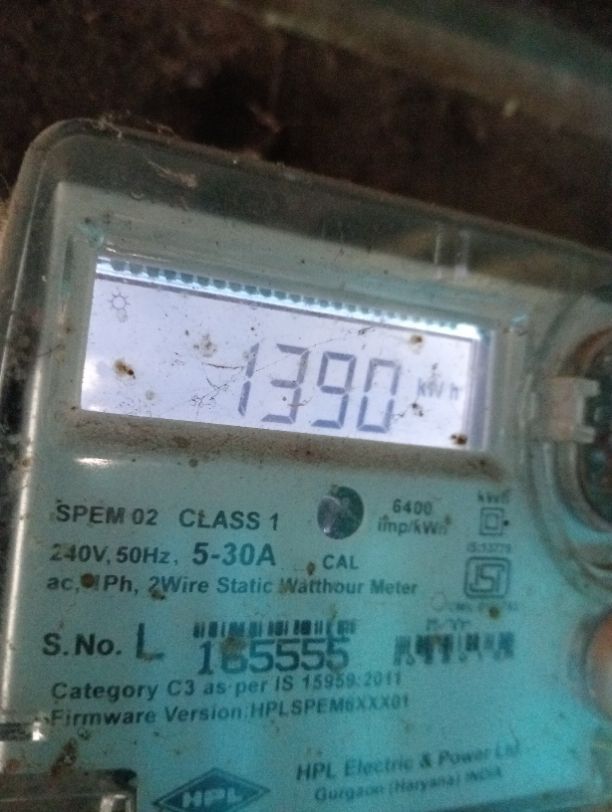 1390 kWh
SPEM 02 CLASS 1
6400 imp/kWh
240V, 50Hz, 5-30A CAL
ac, 1Ph, 2Wire Static Watthour Meter
S.No. L 165555
Category C3 as per IS 15959:2011
Firmware Version:HPLSPEM6XXX01
HPL
HPL Electric & Power Ltd
Gurgaon (Haryana) INDIA